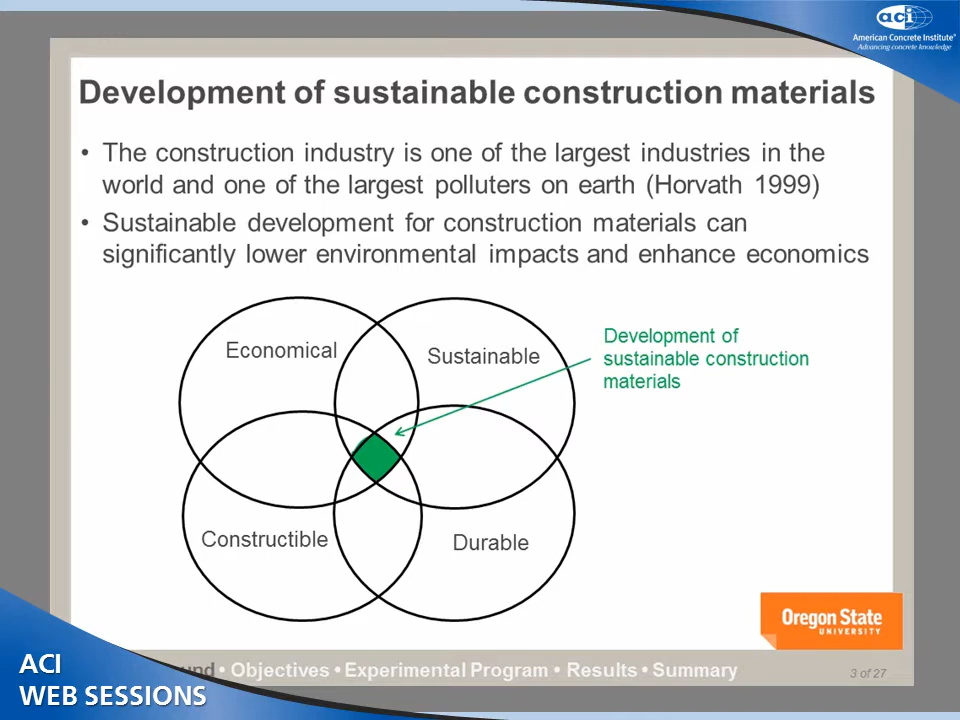 aci
American Concrete Institute®
Advancing concrete knowledge
Development of sustainable construction materials
• The construction industry is one of the largest industries in the
world and one of the largest polluters on earth (Horvath 1999)
• Sustainable development for construction materials can
significantly lower environmental impacts and enhance economics
Economical
Sustainable
Development of
sustainable construction
materials
Constructible
Durable
Oregon State
UNIVERSITY
• Objectives • Experimental Program • Results • Summary
3 of 27
ACI
WEB SESSIONS